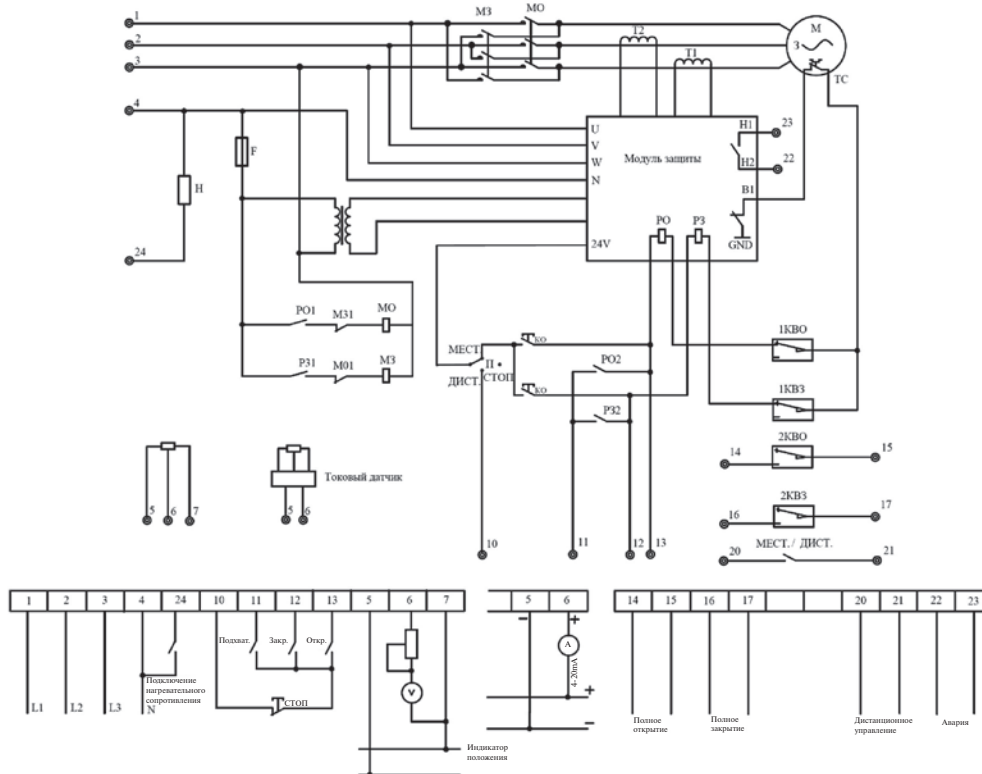 1
МЗ
МО
2
3
T2
T1
М
3
ТС
4
F
Н
24
U
V
W
N
24V
Модуль защиты
H1
H2
B1
GND
РО
РЗ
23
22
РО1
МЗ1
МО
РЗ1
М01
МЗ
МЕСТ.
П
СТОП
ДИСТ.
КО
КО
РО2
РЗ2
1КВО
1КВЗ
2КВО
14
15
2КВЗ
16
17
МЕСТ. / ДИСТ.
20
21
5
6
7
Токовый датчик
5
6
10
11
12
13
1 2 3 4 24 10 11 12 13 5 6 7
5 6
14 15 16 17 20 21 22 23
Подхват.
Закр.
Откр.
Подключение
нагревательного
сопротивления
L1
L2
L3
N
СТОП
V
Индикатор
положения
−
+
A
4-20mA
+
−
Полное
открытие
Полное
закрытие
Дистанционное
управление
Авария